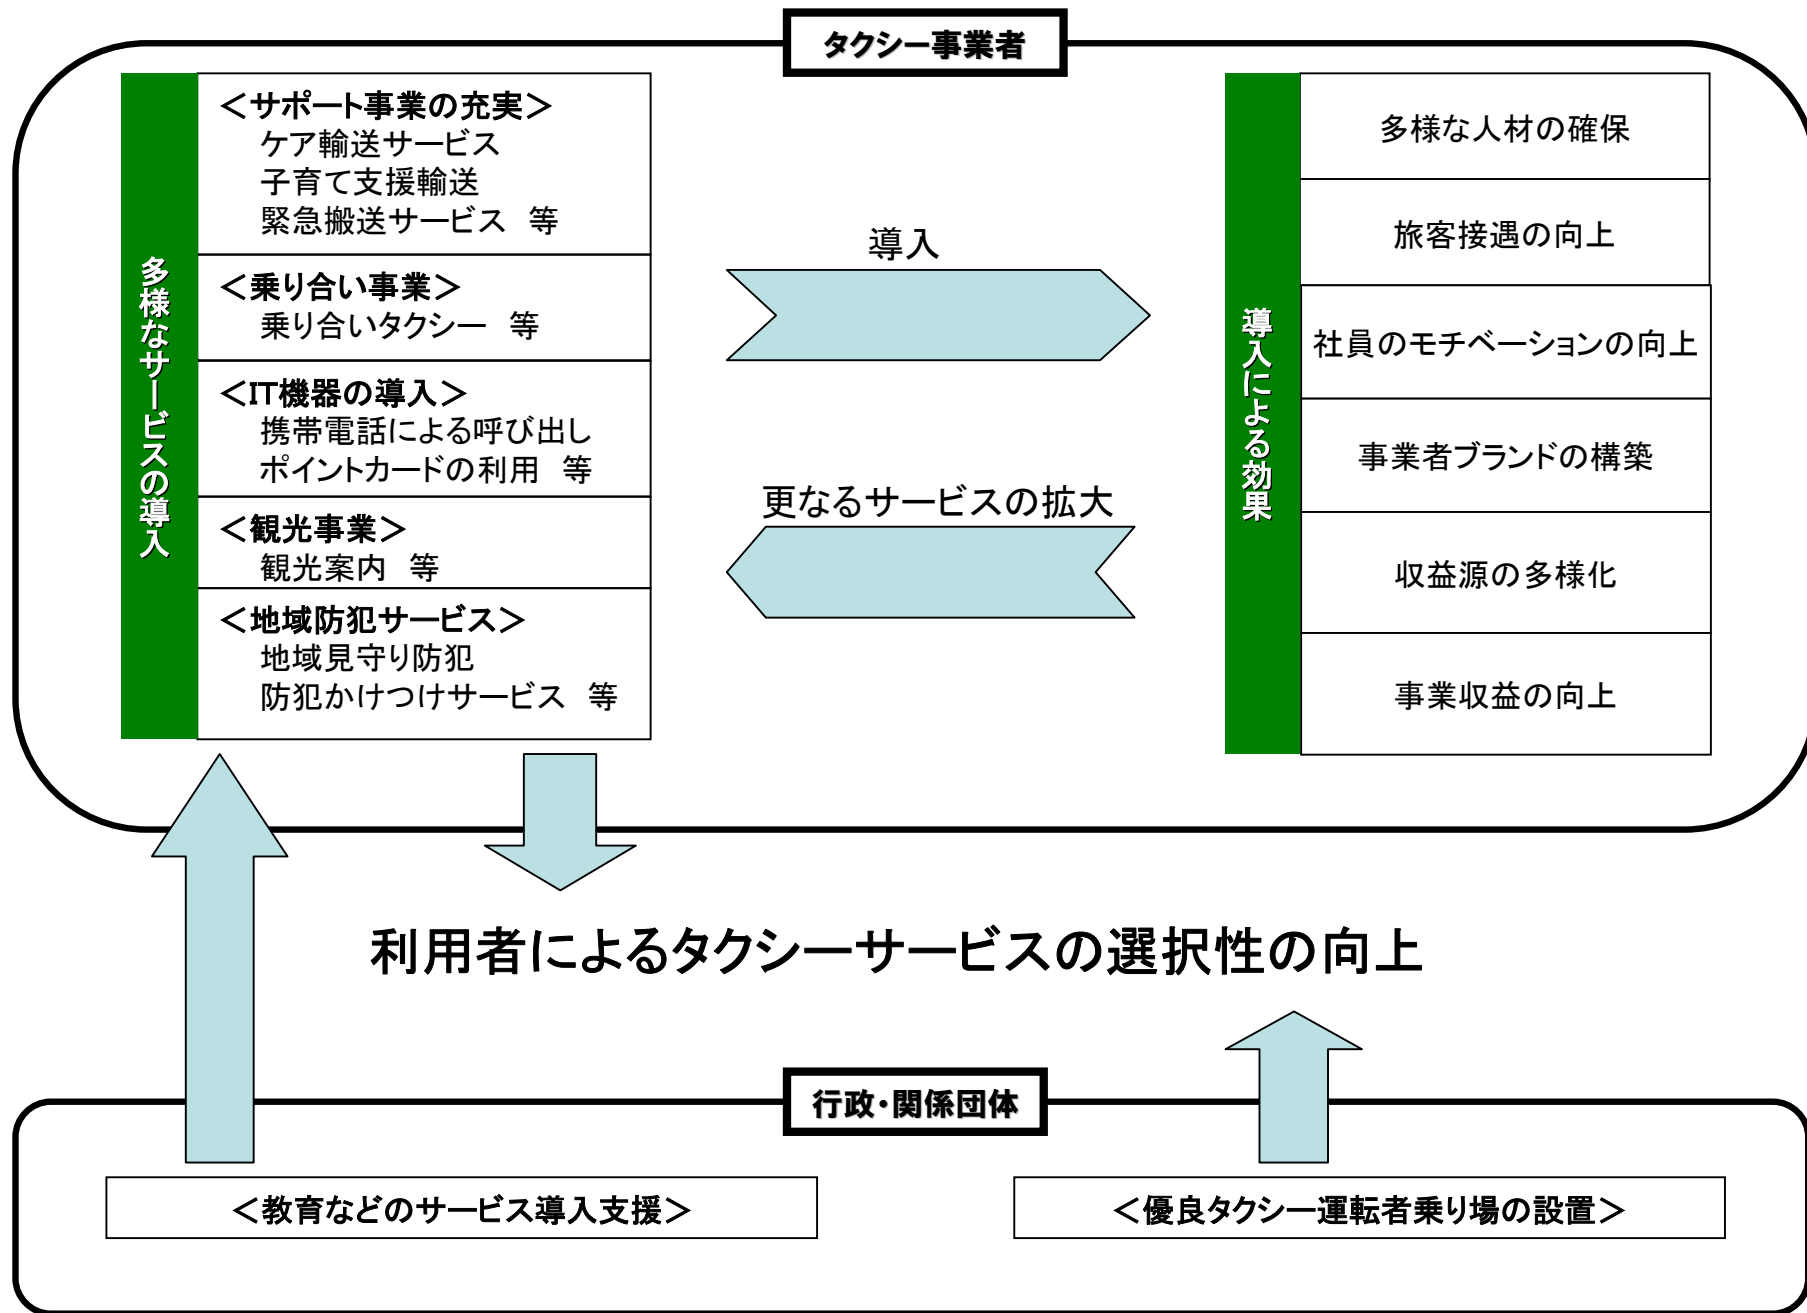 タクシー事業者
多様なサービスの導入
＜サポート事業の充実＞
ケア輸送サービス
子育て支援輸送
緊急搬送サービス　等
＜乗り合い事業＞
乗り合いタクシー　等
＜IT機器の導入＞
携帯電話による呼び出し
ポイントカードの利用　等
＜観光事業＞
観光案内　等
＜地域防犯サービス＞
地域見守り防犯
防犯かけつけサービス　等
導入
更なるサービスの拡大
導入による効果
多様な人材の確保
旅客接遇の向上
社員のモチベーションの向上
事業者ブランドの構築
収益源の多様化
事業収益の向上
利用者によるタクシーサービスの選択性の向上
行政・関係団体
＜教育などのサービス導入支援＞
＜優良タクシー運転者乗り場の設置＞